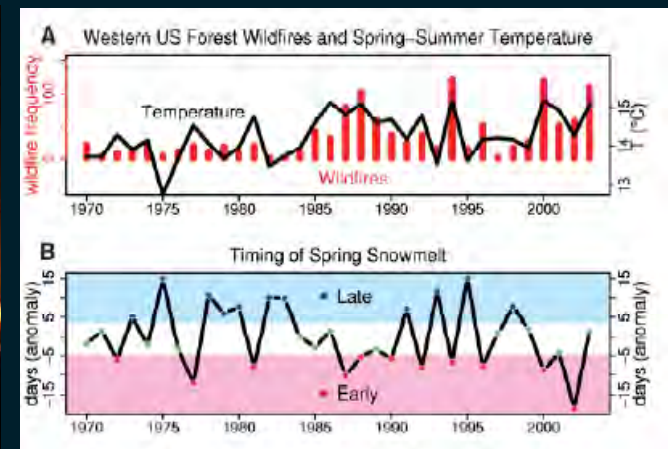 A Western US Forest Wildfires and Spring–Summer Temperature
wildfire frequency
100
0
Temperature
Wildfires
15
14
13
T (°C)
1970 1975 1980 1985 1990 1995 2000
B Timing of Spring Snowmelt
days (anomaly)
15
5
-5
-15
Late
Early
15
5
-5
-15
days (anomaly)
1970 1975 1980 1985 1990 1995 2000